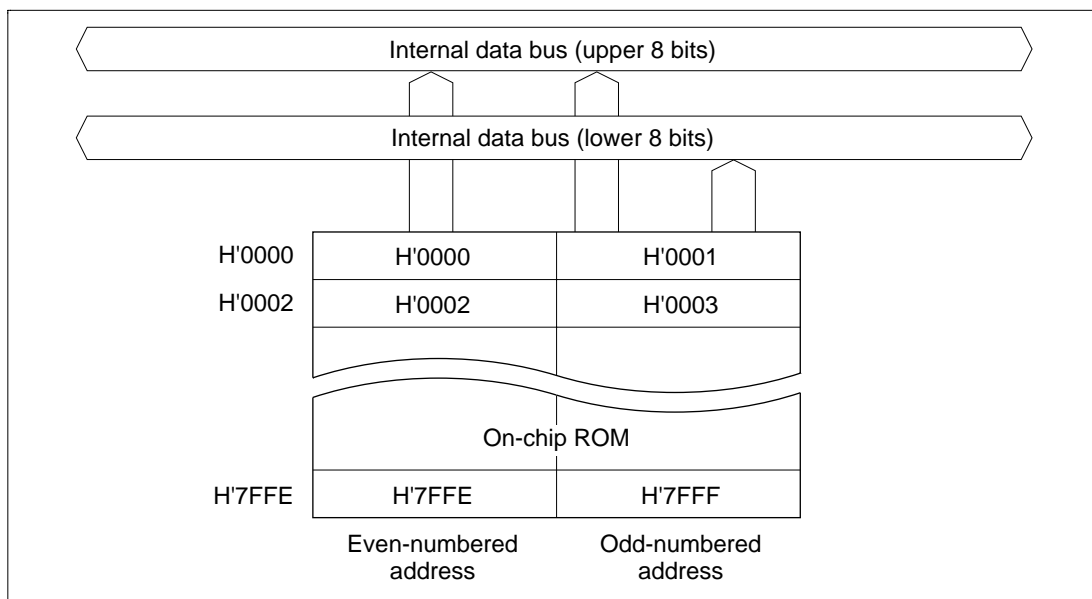 Internal data bus (upper 8 bits)
Internal data bus (lower 8 bits)
H'0000 H'0000 H'0001
H'0002 H'0002 H'0003
On-chip ROM
H'7FFE H'7FFE H'7FFF
Even-numbered Odd-numbered
address address